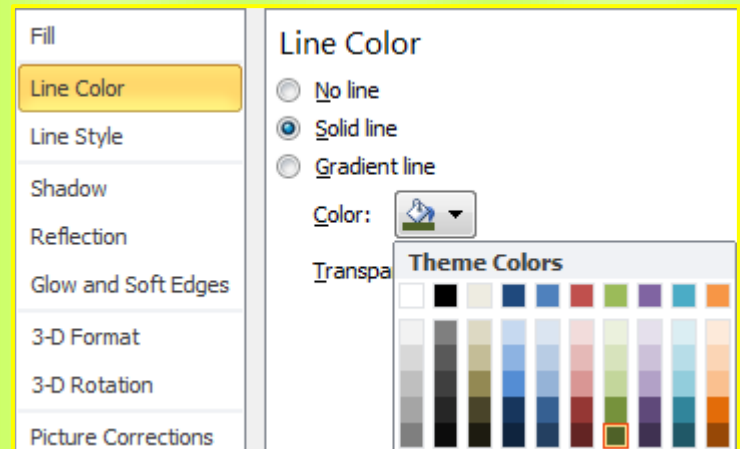 Fill
Line Color
Line Style
Shadow
Reflection
Glow and Soft Edges
3-D Format
3-D Rotation
Picture Corrections
Line Color
No line
Solid line
Gradient line
Color:
Transpa
Theme Colors